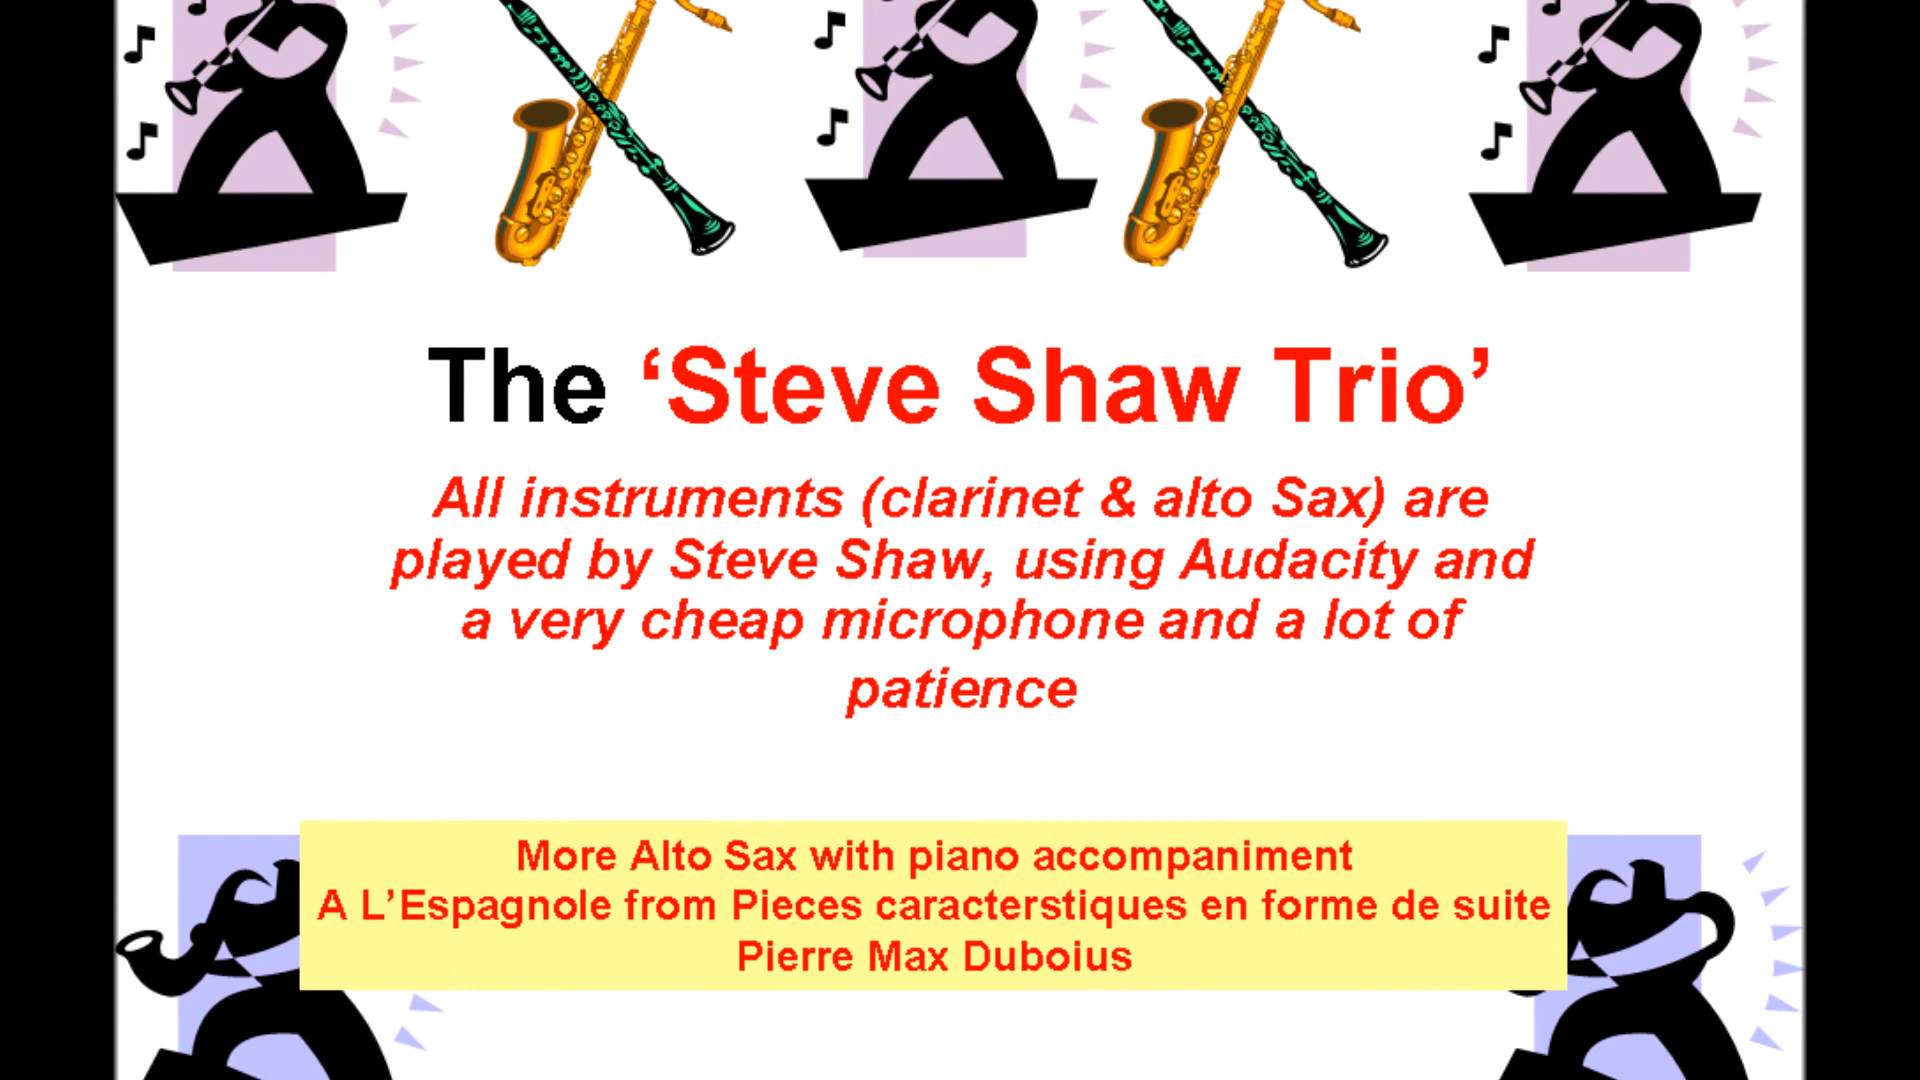 The ‘Steve Shaw Trio’
All instruments (clarinet & alto Sax) are
played by Steve Shaw, using Audacity and
a very cheap microphone and a lot of
patience
More Alto Sax with piano accompaniment
A L’Espagnole from Pieces caracterstiques en forme de suite
Pierre Max Duboius